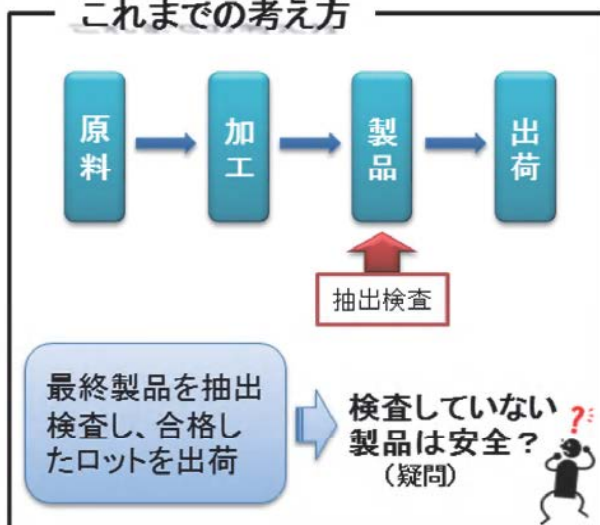 これまでの考え方
原料
加工
製品
出荷
抽出検査
最終製品を抽出
検査し、合格し
たロットを出荷
検査していない
製品は安全？
（疑問）
?